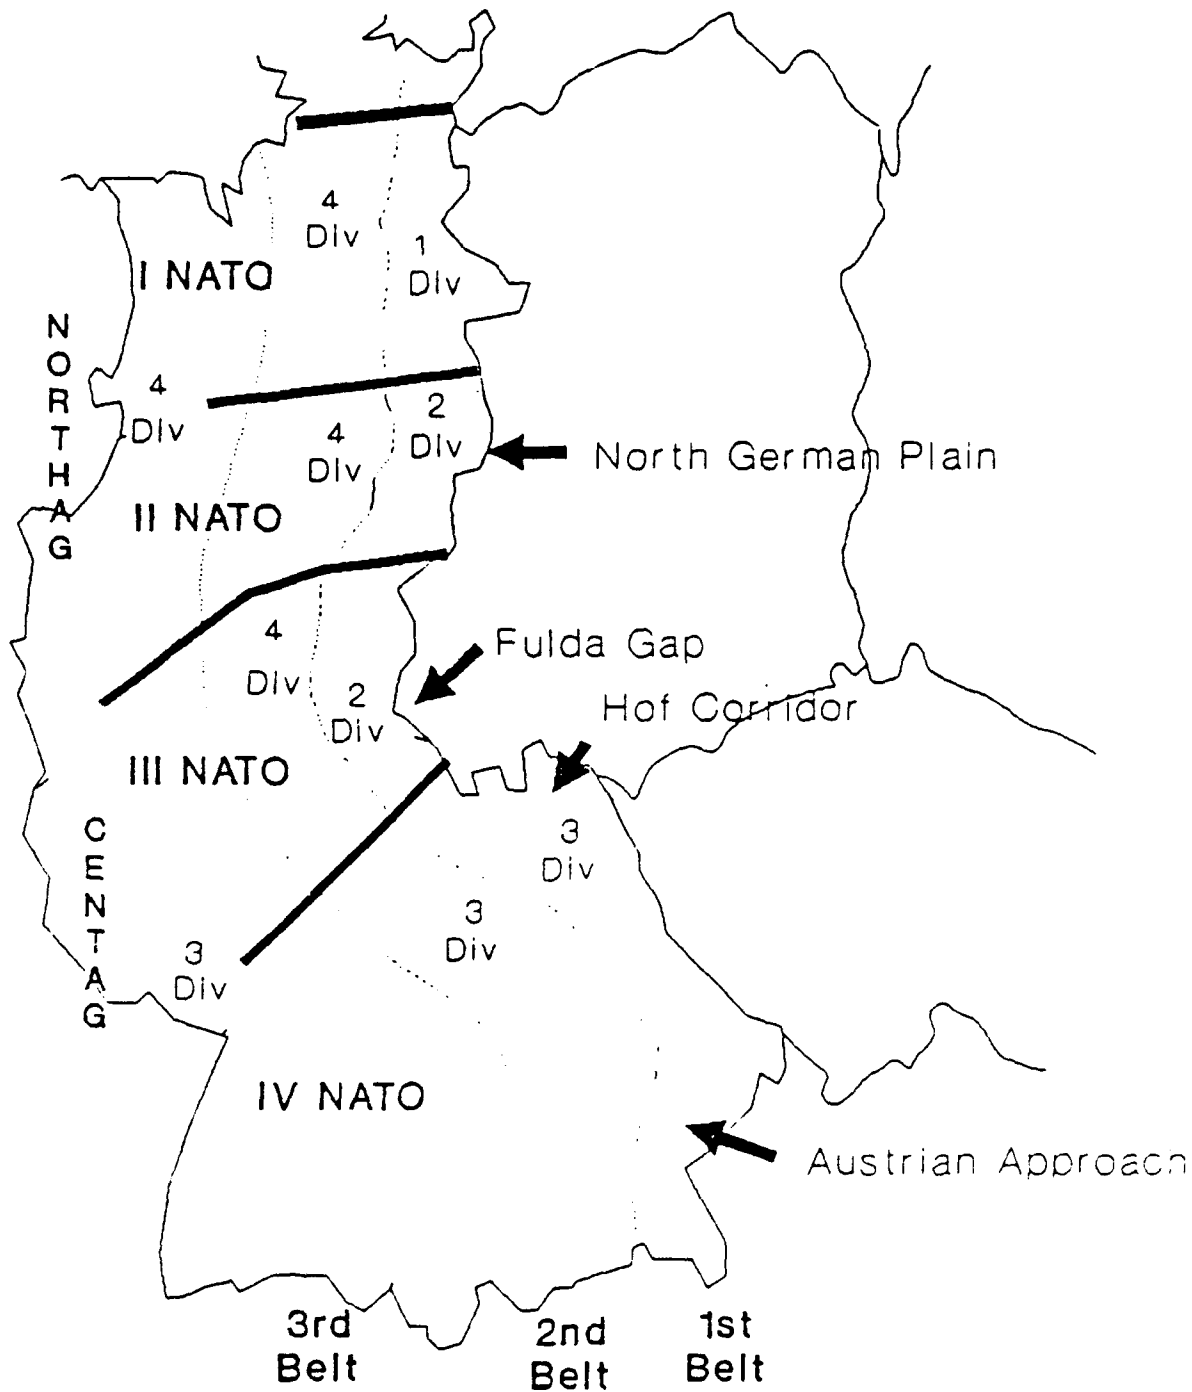 4
Div
1
Div
I NATO
NORTHAG
4
Div
2
Div
4
Div
North German Plain
II NATO
4
Div
Fulda Gap
2
Div
Hof Corridor
III NATO
CENTAG
3
Div
3
Div
3
Div
IV NATO
Austrian Approach
3rd
Belt
2nd
Belt
1st
Belt